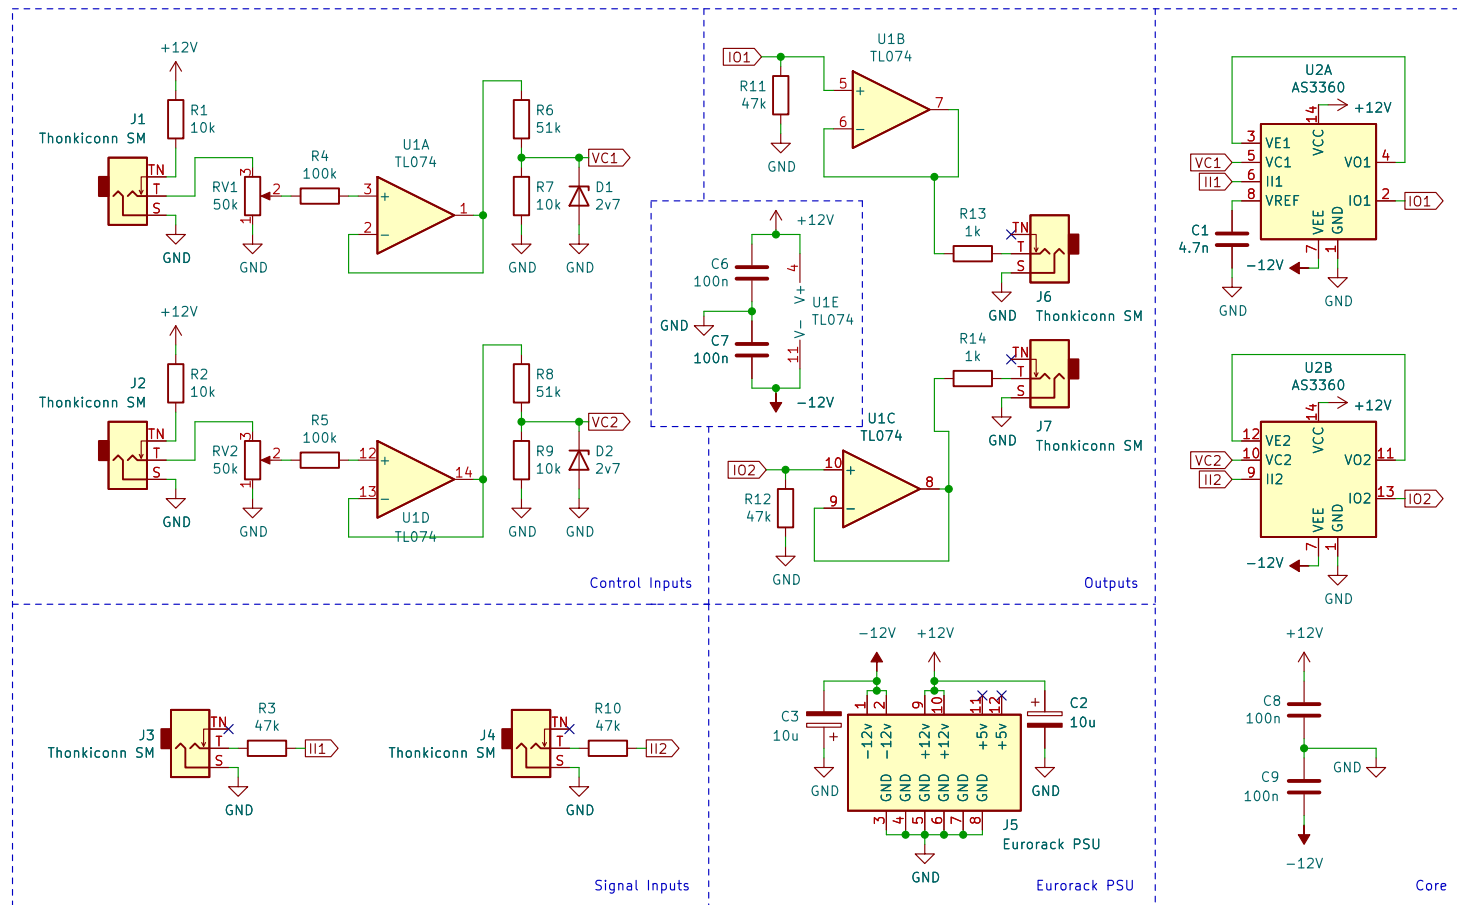 +12V
R1
10k
J1
Thonkiconn SM
TN
T
S
GND
RV1
50k
3
2
1
GND
R4
100k
U1A
TL074
3
+
2
−
1
R6
51k
VC1
R7
10k
D1
2v7
GND
GND
+12V
R2
10k
J2
Thonkiconn SM
TN
T
S
GND
RV2
50k
3
2
1
GND
R5
100k
12
+
13
−
14
U1D
TL074
R8
51k
VC2
R9
10k
D2
2v7
GND
GND
Control Inputs
IO1
R11
47k
GND
U1B
TL074
5
+
6
−
7
R13
1k
TN
T
S
GND
J6
Thonkiconn SM
+12V
C6
100n
4
V+
U1E
TL074
GND
C7
100n
V−
11
-12V
R14
1k
TN
T
S
GND
J7
Thonkiconn SM
U1C
TL074
IO2
R12
47k
GND
10
+
9
−
8
Outputs
U2A
AS3360
14
+12V
VCC
3
VE1
VC1
5
VC1
II1
6
II1
8
VREF
VO1
4
IO1
2
IO1
VEE
GND
7
1
C1
4.7n
-12V
GND
GND
U2B
AS3360
14
+12V
VCC
12
VE2
VC2
10
VC2
II2
9
II2
VO2
11
IO2
13
IO2
VEE
GND
7
1
-12V
GND
+12V
C8
100n
GND
C9
100n
-12V
Core
J3
Thonkiconn SM
TN
T
S
R3
47k
II1
GND
J4
Thonkiconn SM
TN
T
S
R10
47k
II2
GND
Signal Inputs
-12V
+12V
C3
10u
+
GND
1
2
9
10
11
12
-12v
-12v
+12v
+12v
+5v
+5v
GND
GND
GND
GND
GND
GND
3
4
5
6
7
8
+
C2
10u
GND
J5
Eurorack PSU
GND
Eurorack PSU